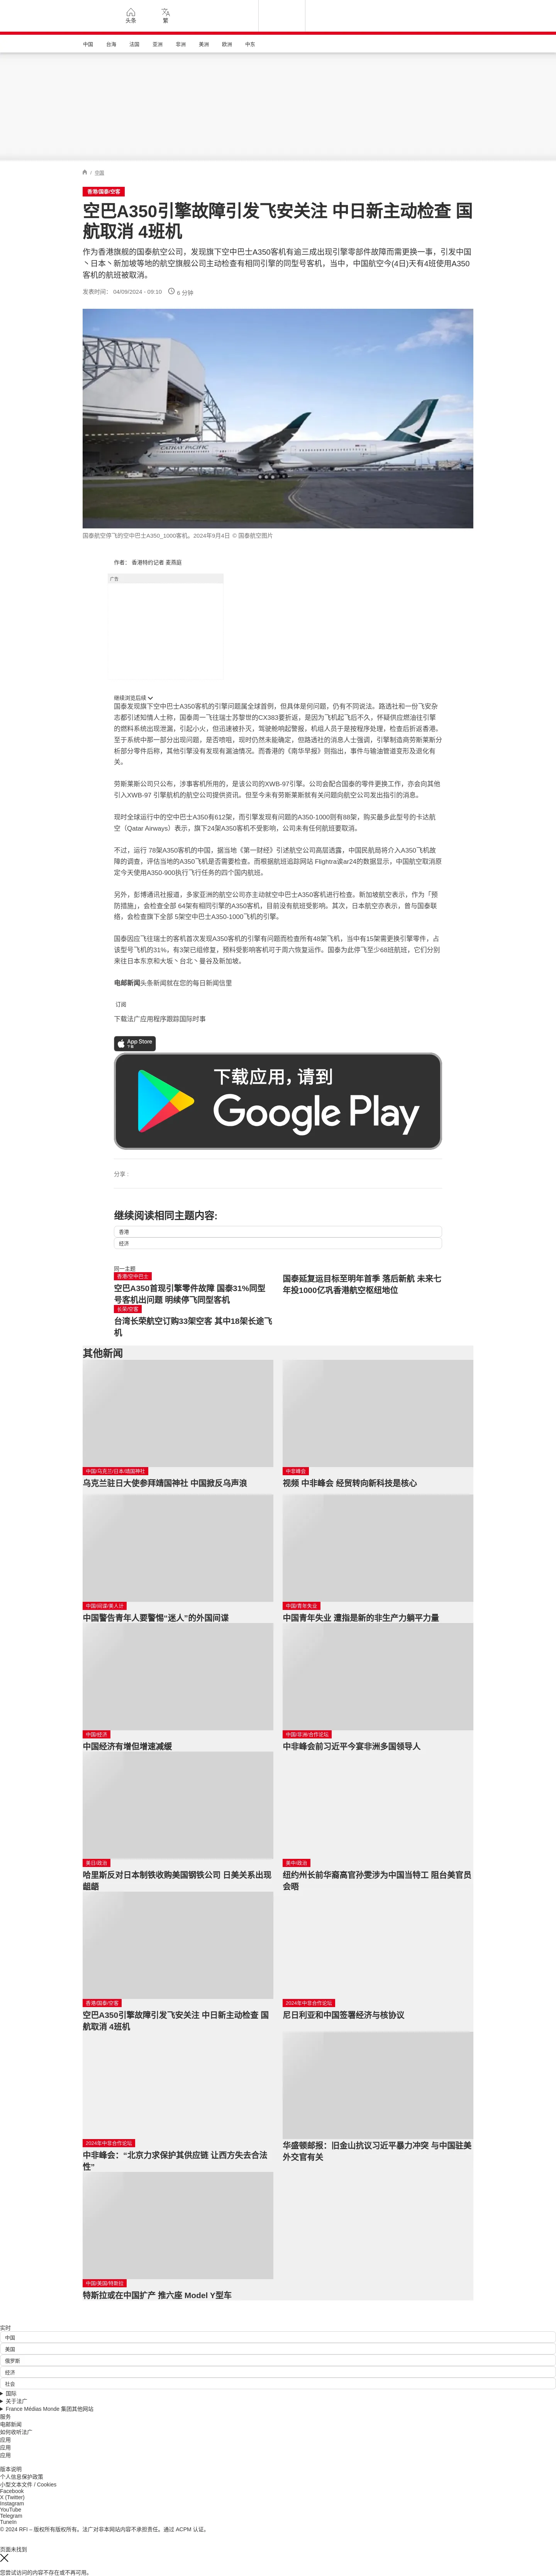 头条
繁
中国
台海
法国
亚洲
非洲
美洲
欧洲
中东
/ 中国
香港/国泰/空客
空巴A350引擎故障引发飞安关注 中日新主动检查 国
航取消 4班机
作为香港旗舰的国泰航空公司，发现旗下空中巴士A350客机有逾三成出现引擎零部件故障而需更换一事，引发中国
丶日本丶新加坡等地的航空旗舰公司主动检查有相同引擎的同型号客机，当中，中国航空今(4日)天有4班使用A350
客机的航班被取消。
发表时间： 04/09/2024 - 09:10
6 分钟
CATHAY PACIFIC
国泰航空停飞的空中巴士A350_1000客机。2024年9月4日 © 国泰航空图片
作者： 香港特约记者 麦燕庭
广告
继续浏览后续
国泰发现旗下空中巴士A350客机的引擎问题属全球首例，但具体是何问题，仍有不同说法。路透社和一份飞安杂
志都引述知情人士称，国泰周一飞往瑞士苏黎世的CX383要折返，是因为飞机起飞后不久，怀疑供应燃油往引擎
的燃料系统出现泄漏，引起小火，但迅速被扑灭，驾驶舱响起警报，机组人员于是按程序处理，检查后折返香港。
至于系统中那一部分出现问题，是否喷咀，现时仍然未能确定，但路透社的消息人士强调，引擎制造商劳斯莱斯分
析部分零件后称，其他引擎没有发现有漏油情况。而香港的《南华早报》则指出，事件与输油管道变形及退化有
关。
劳斯莱斯公司只公布，涉事客机所用的，是该公司的XWB-97引擎。公司会配合国泰的零件更换工作，亦会向其他
引入XWB-97 引擎航机的航空公司提供资讯。但至今未有劳斯莱斯就有关问题向航空公司发出指引的消息。
现时全球运行中的空中巴士A350有612架，而引擎发现有问题的A350-1000则有88架，购买最多此型号的卡达航
空（Qatar Airways）表示，旗下24架A350客机不受影响，公司未有任何航班要取消。
不过，运行 78架A350客机的中国，据当地《第一财经》引述航空公司高层透露，中国民航局将介入A350飞机故
障的调查，评估当地的A350飞机是否需要检查。而根据航班追踪网站 Flightra误ar24的数据显示，中国航空取消原
定今天使用A350-900执行飞行任务的四个国内航班。
另外，彭博通讯社报道，多家亚洲的航空公司亦主动就空中巴士A350客机进行检查。新加坡航空表示，作为「预
防措施」，会检查全部 64架有相同引擎的A350客机，目前没有航班受影响。其次，日本航空亦表示，曾与国泰联
络，会检查旗下全部 5架空中巴士A350-1000飞机的引擎。
国泰因应飞往瑞士的客机首次发现A350客机的引擎有问题而检查所有48架飞机，当中有15架需更换引擎零件，占
该型号飞机的31%，有3架已组修复，预料受影响客机可于周六恢复运作。国泰为此停飞至少68班航班，它们分别
来往日本东京和大坂丶台北丶曼谷及新加坡。
电邮新闻头条新闻就在您的每日新闻信里
订阅
下载法广应用程序跟踪国际时事
App Store
下载
下载应用，请到
Google Play
分享 :
继续阅读相同主题内容:
香港
经济
同一主题
香港/空中巴士
空巴A350首现引擎零件故障 国泰31%同型
号客机出问题 明续停飞同型客机
国泰延复运目标至明年首季 落后新航 未来七
年投1000亿巩香港航空枢纽地位
长荣/空客
台湾长荣航空订购33架空客 其中18架长途飞
机
其他新闻
中国/乌克兰/日本/靖国神社
乌克兰驻日大使参拜靖国神社 中国掀反乌声浪
中非峰会
视频 中非峰会 经贸转向新科技是核心
中国/间谍/美人计
中国警告青年人要警惕“迷人”的外国间谍
中国/青年失业
中国青年失业 遭指是新的非生产力躺平力量
中国/经济
中国经济有增但增速减缓
中国/非洲/合作论坛
中非峰会前习近平今宴非洲多国领导人
美日/政治
哈里斯反对日本制铁收购美国钢铁公司 日美关系出现
龃龉
美中/政治
纽约州长前华裔高官孙雯涉为中国当特工 阻台美官员
会晤
香港/国泰/空客
空巴A350引擎故障引发飞安关注 中日新主动检查 国
航取消 4班机
2024年中非合作论坛
尼日利亚和中国签署经济与核协议
2024年中非合作论坛
中非峰会：“北京力求保护其供应链 让西方失去合法
性”
华盛顿邮报：旧金山抗议习近平暴力冲突 与中国驻美
外交官有关
中国/美国/特斯拉
特斯拉或在中国扩产 推六座 Model Y型车
实时
中国
美国
俄罗斯
经济
社会
国际
关于法广
France Médias Monde 集团其他网站
服务
电邮新闻
如何收听法广
应用
应用
应用
版本说明
个人信息保护政策
小型文本文件 / Cookies
Facebook
X (Twitter)
Instagram
YouTube
Telegram
TuneIn
© 2024 RFI – 版权所有版权所有。法广对非本网站内容不承担责任。通过 ACPM 认证。
页面未找到
您尝试访问的内容不存在或不再可用。